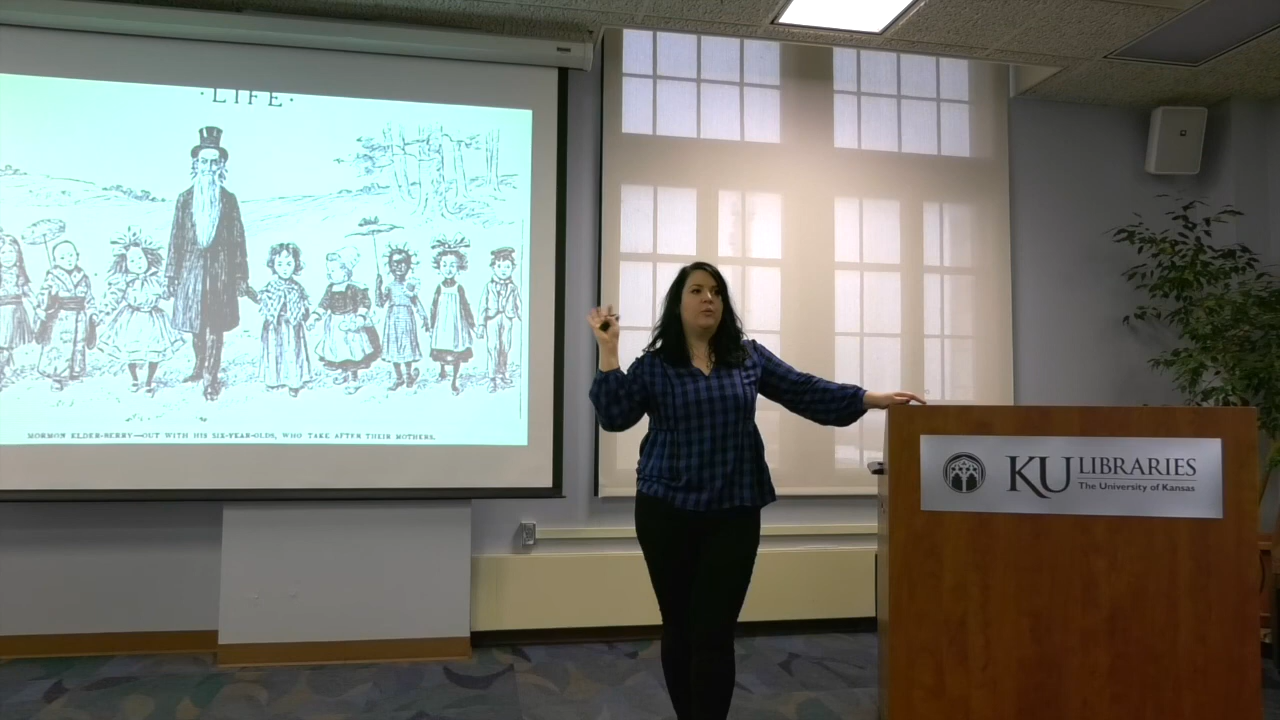 ·LIFE·
MORMON ELDER-BERRY—OUT WITH HIS SIX-YEAR-OLDS, WHO TAKE AFTER THEIR MOTHERS.
KU LIBRARIES
The University of Kansas